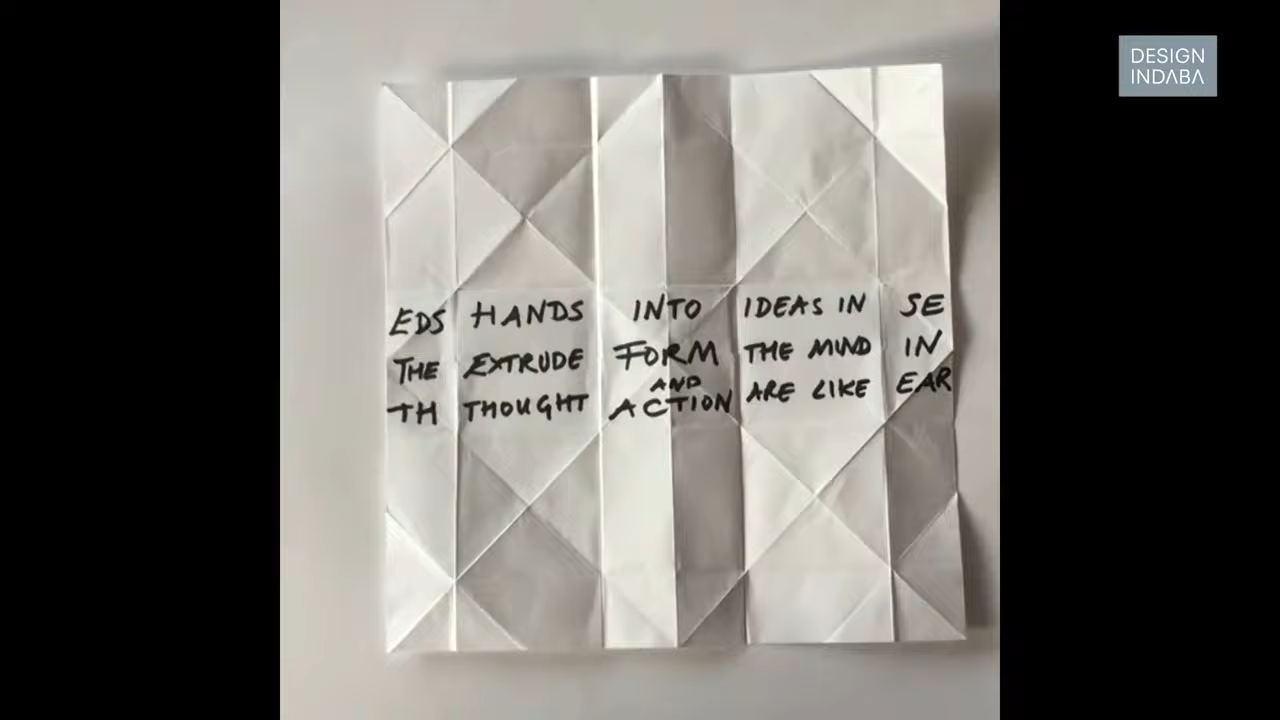 EDS HANDS INTO IDEAS IN SE
THE EXTRUDE FORM THE MIND IN
AND
TH THOUGHT ACTION ARE LIKE EAR
DESIGN
INDABA